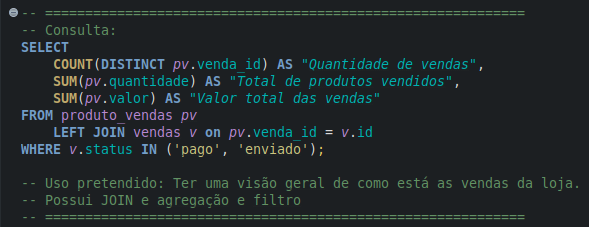 -- ============================================================
-- Consulta:
SELECT
    COUNT(DISTINCT pv.venda_id) AS "Quantidade de vendas",
    SUM(pv.quantidade) AS "Total de produtos vendidos",
    SUM(pv.valor) AS "Valor total das vendas"
FROM produto_vendas pv
    LEFT JOIN vendas v on pv.venda_id = v.id
WHERE v.status IN ('pago', 'enviado');
-- Uso pretendido: Ter uma visão geral de como está as vendas da loja.
-- Possui JOIN e agregação e filtro
-- ============================================================